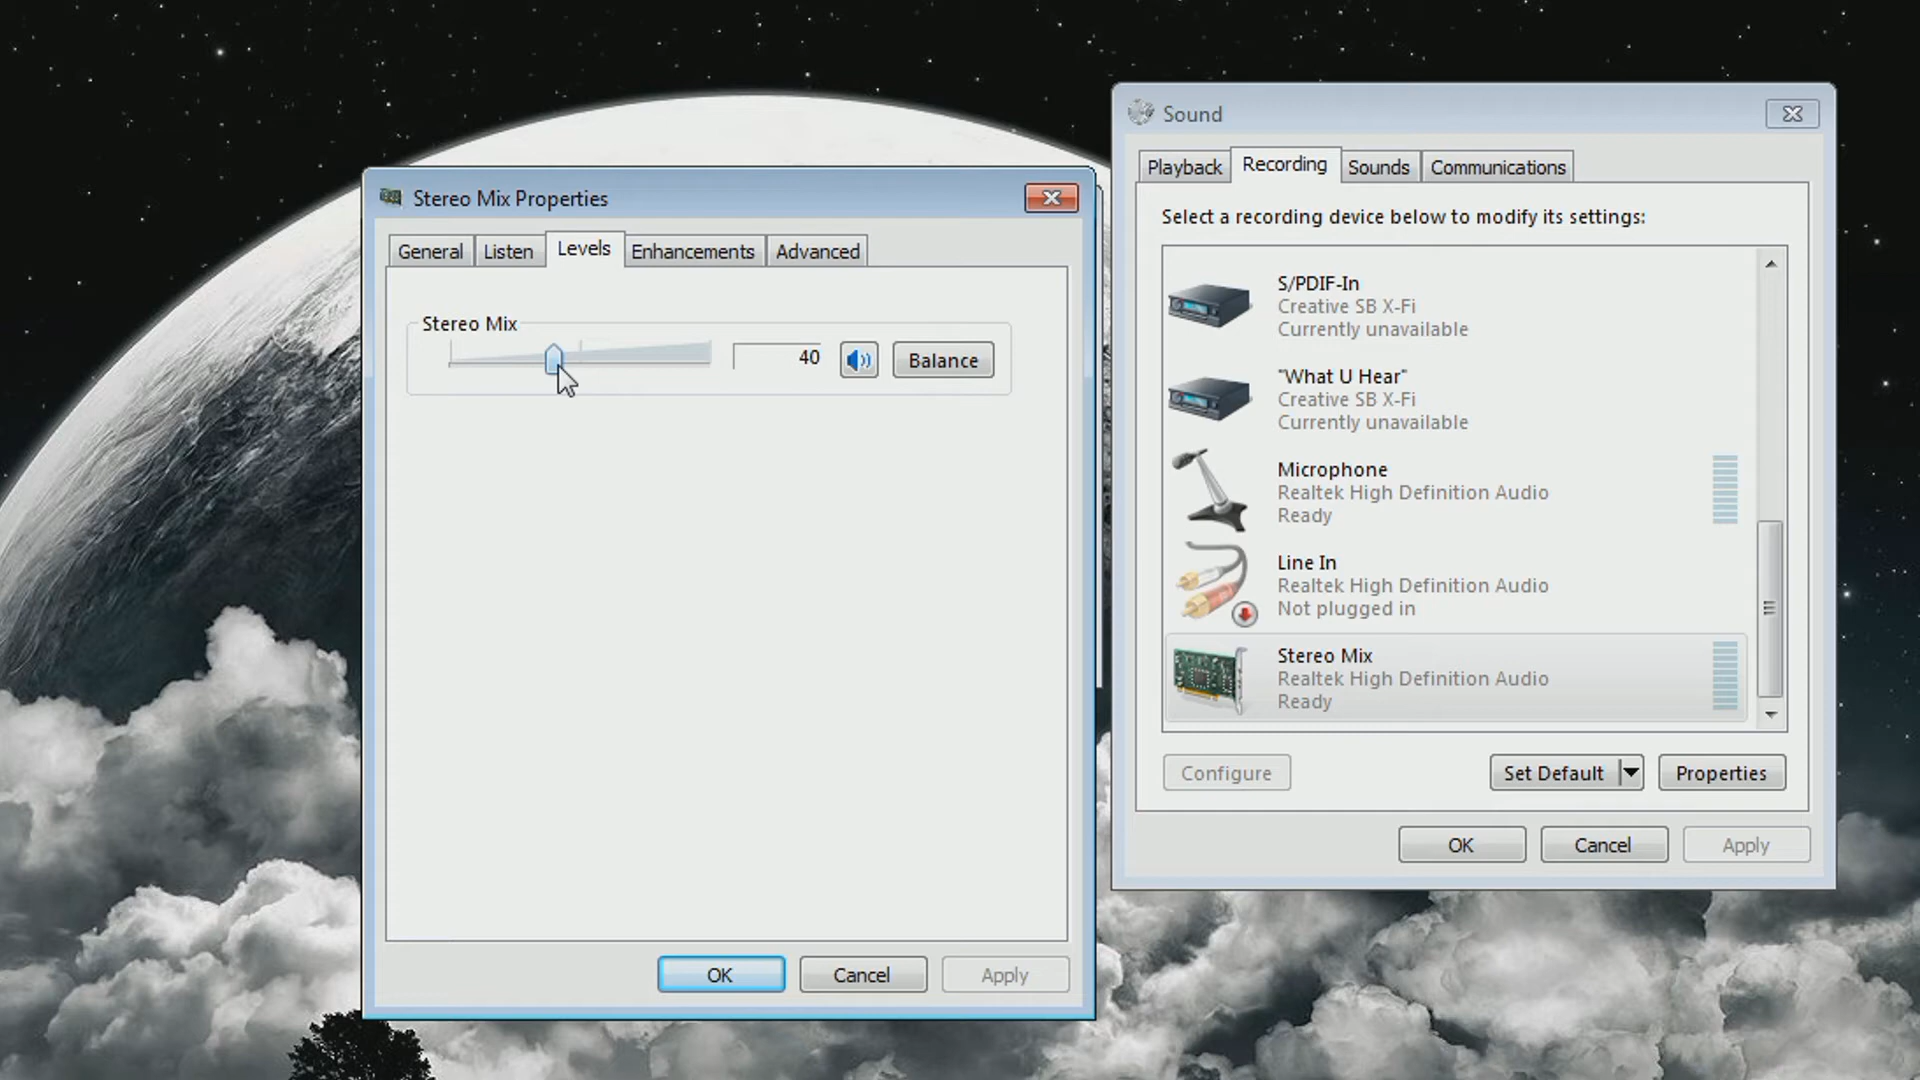 Stereo Mix Properties
General
Listen
Levels
Enhancements
Advanced
Stereo Mix
40
Balance
OK
Cancel
Apply
Sound
Playback
Recording
Sounds
Communications
Select a recording device below to modify its settings:
S/PDIF-In
Creative SB X-Fi
Currently unavailable
"What U Hear"
Creative SB X-Fi
Currently unavailable
Microphone
Realtek High Definition Audio
Ready
Line In
Realtek High Definition Audio
Not plugged in
Stereo Mix
Realtek High Definition Audio
Ready
Configure
Set Default
Properties
OK
Cancel
Apply